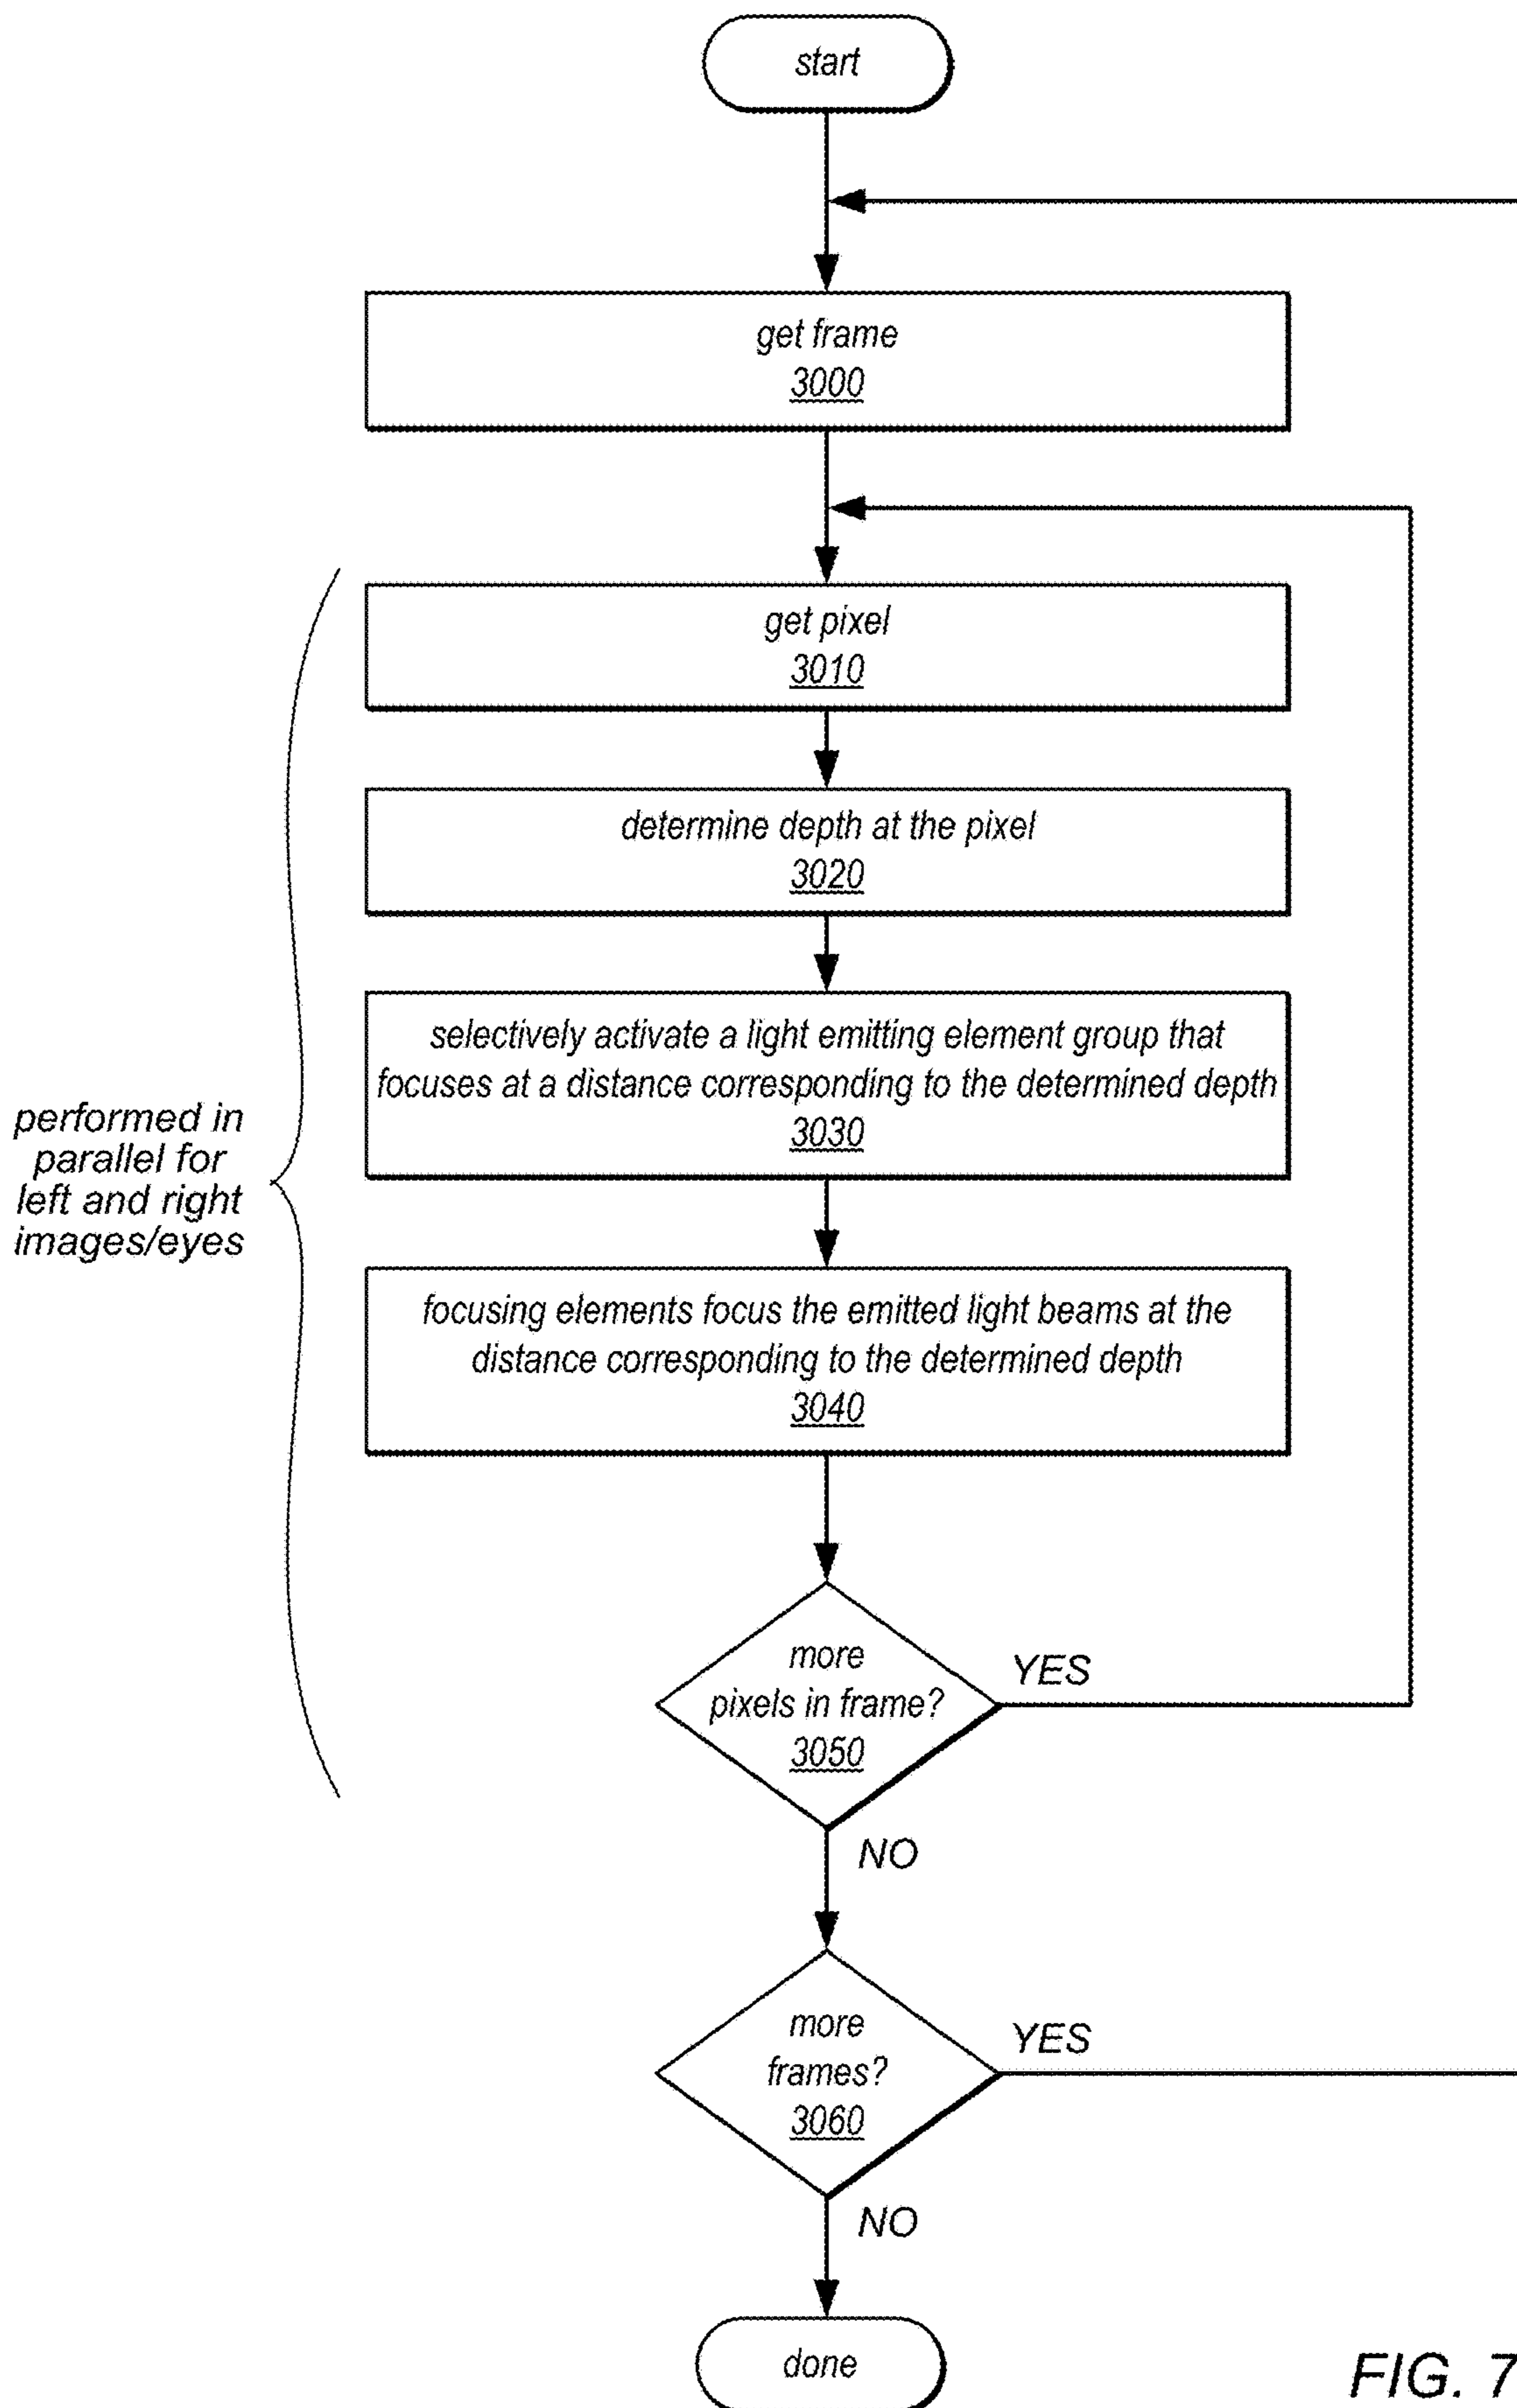 start
get frame
3000
get pixel
3010
determine depth at the pixel
3020
selectively activate a light emitting element group that
focuses at a distance corresponding to the determined depth
3030
performed in
parallel for
left and right
images/eyes
focusing elements focus the emitted light beams at the
distance corresponding to the determined depth
3040
more
pixels in frame?
3050
YES
NO
more
frames?
3060
YES
NO
done
FIG. 7